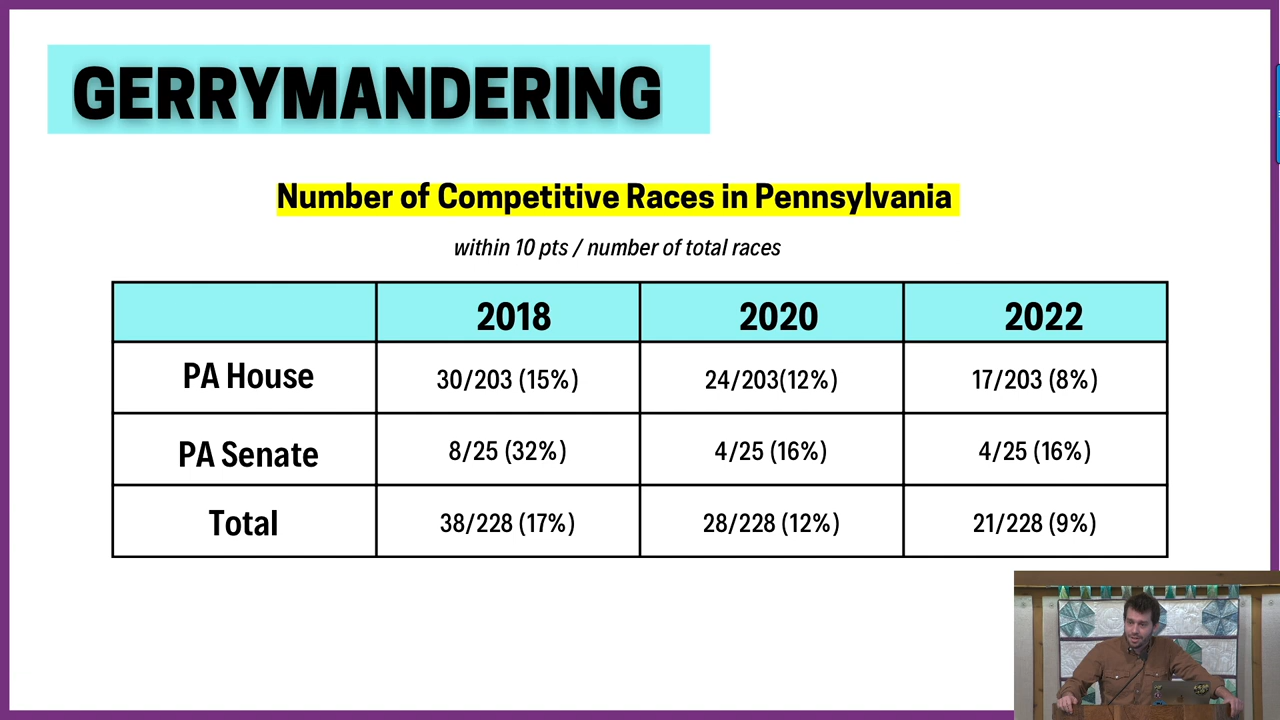 GERRYMANDERING
Number of Competitive Races in Pennsylvania
within 10 pts / number of total races
2018 2020 2022
PA House 30/203 (15%) 24/203(12%) 17/203 (8%)
PA Senate 8/25 (32%) 4/25 (16%) 4/25 (16%)
Total 38/228 (17%) 28/228 (12%) 21/228 (9%)